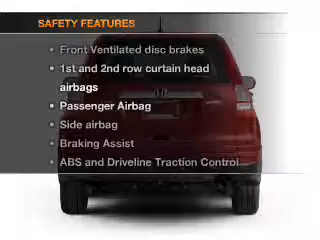 SAFETY FEATURES
• Front Ventilated disc brakes
• 1st and 2nd row curtain head
airbags
• Passenger Airbag
• Side airbag
• Braking Assist
• ABS and Driveline Traction Control